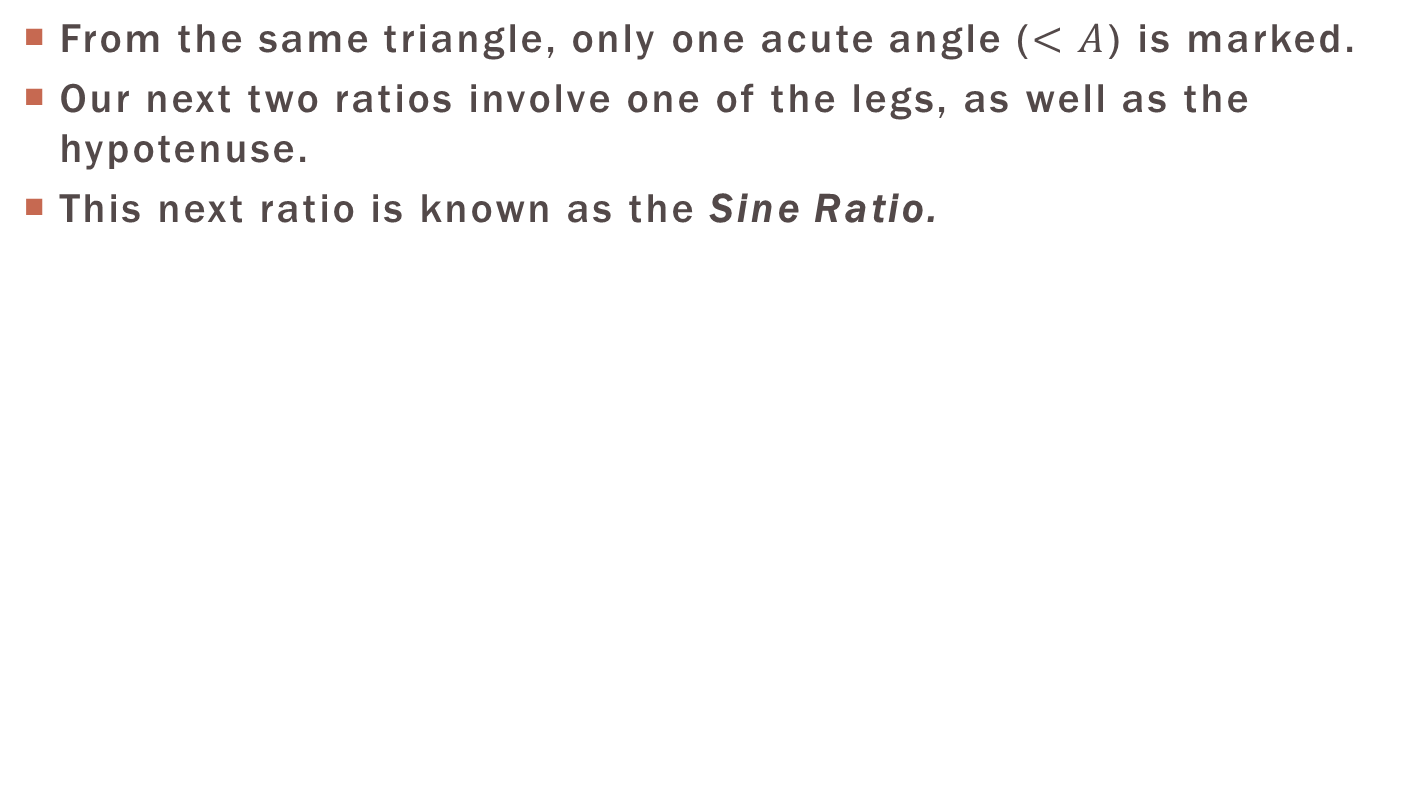 From the same triangle, only one acute angle (< A) is marked.
Our next two ratios involve one of the legs, as well as the
hypotenuse.
This next ratio is known as the Sine Ratio.